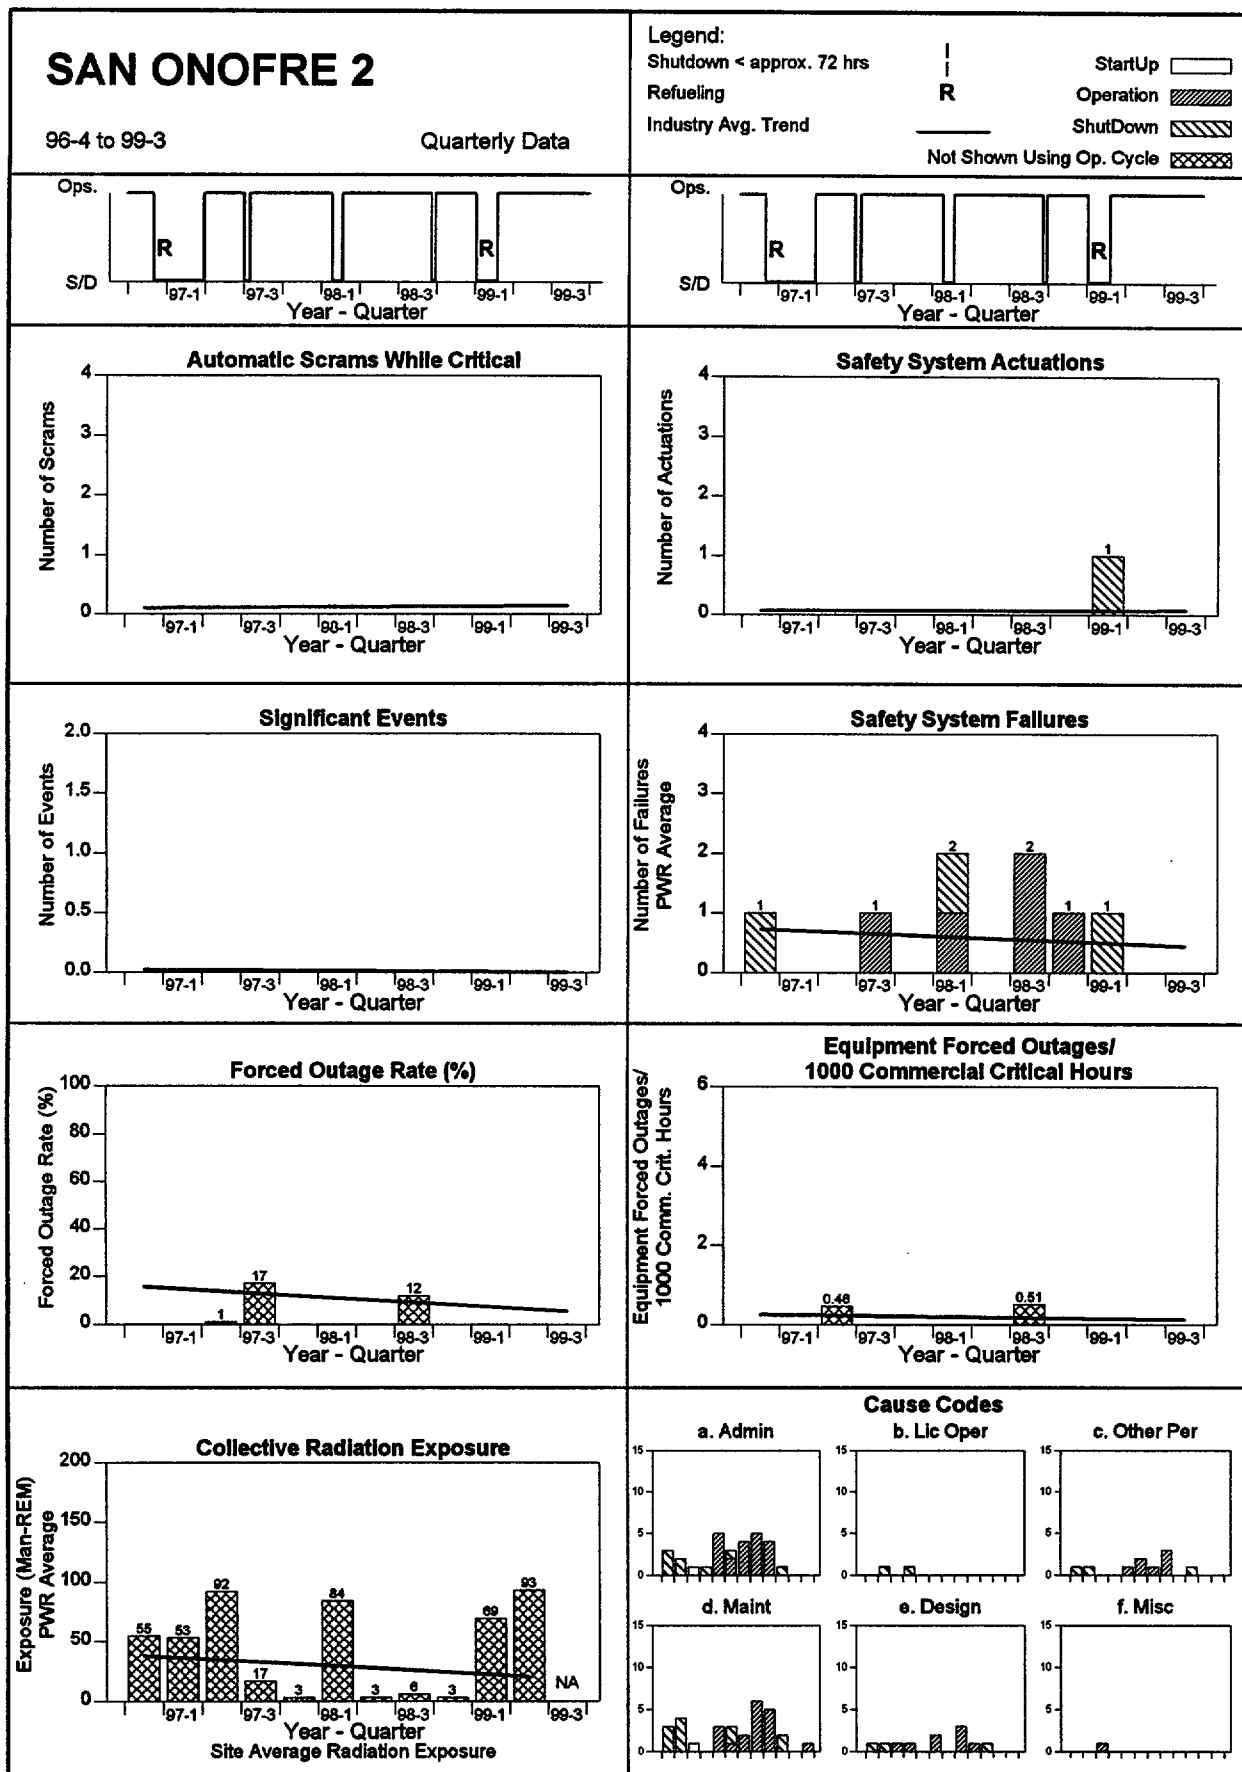 SAN ONOFRE 2
96-4 to 99-3 Quarterly Data
Legend:
Shutdown < approx. 72 hrs
Refueling R
Industry Avg. Trend
StartUp
Operation
ShutDown
Not Shown Using Op. Cycle
Ops.
R R
S/D
97-1 97-3 98-1 98-3 99-1 99-3
Year - Quarter
Ops.
R R
S/D
97-1 97-3 98-1 98-3 99-1 99-3
Year - Quarter
Automatic Scrams While Critical
Number of Scrams
4
3
2
1
0
97-1 97-3 98-1 98-3 99-1 99-3
Year - Quarter
Safety System Actuations
Number of Actuations
4
3
2
1
0
1
97-1 97-3 98-1 98-3 99-1 99-3
Year - Quarter
Significant Events
Number of Events
2.0
1.5
1.0
0.5
0.0
97-1 97-3 98-1 98-3 99-1 99-3
Year - Quarter
Safety System Failures
Number of Failures
PWR Average
4
3
2
1
0
1 1 2 2 1 1
97-1 97-3 98-1 98-3 99-1 99-3
Year - Quarter
Forced Outage Rate (%)
Forced Outage Rate (%)
100
80
60
40
20
0
1 17 12
97-1 97-3 98-1 98-3 99-1 99-3
Year - Quarter
Equipment Forced Outages/
1000 Commercial Critical Hours
Equipment Forced Outages/
1000 Comm. Crit. Hours
6
4
2
0
0.46 0.51
97-1 97-3 98-1 98-3 99-1 99-3
Year - Quarter
Collective Radiation Exposure
Exposure (Man-REM)
PWR Average
200
150
100
50
0
55 53 92 17 3 84 3 6 3 69 93 NA
97-1 97-3 98-1 98-3 99-1 99-3
Year - Quarter
Site Average Radiation Exposure
Cause Codes
a. Admin
15
10
5
0
b. Lic Oper
15
10
5
0
c. Other Per
15
10
5
0
d. Maint
15
10
5
0
e. Design
15
10
5
0
f. Misc
15
10
5
0